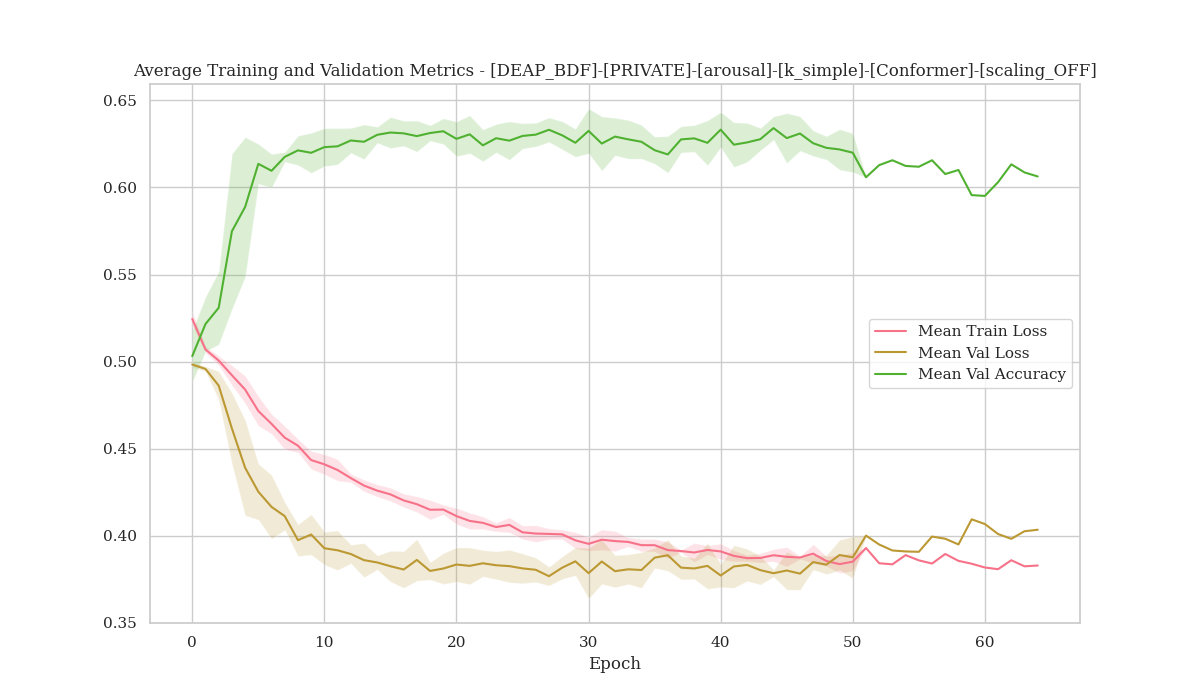 Average Training and Validation Metrics - [DEAP_BDF]-[PRIVATE]-[arousal]-[k_simple]-[Conformer]-[scaling_OFF]
0.65
0.60
0.55
0.50
0.45
0.40
0.35
Mean Train Loss
Mean Val Loss
Mean Val Accuracy
0 10 20 30 40 50 60
Epoch